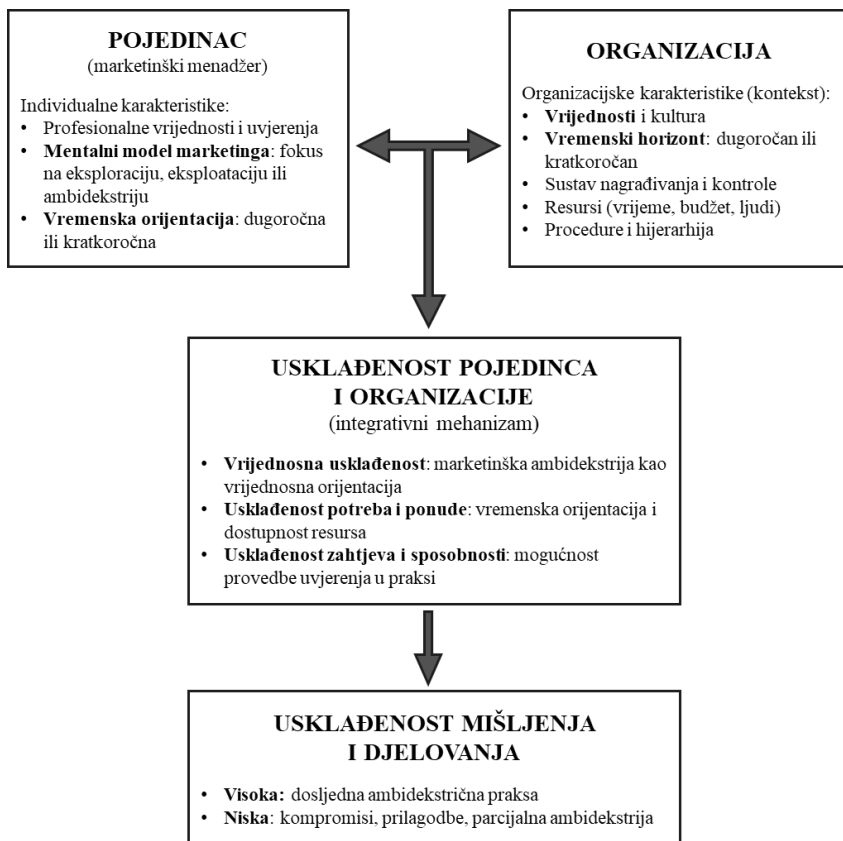 POJEDINAC
(marketinški menadžer)
Individualne karakteristike:
• Profesionalne vrijednosti i uvjerenja
• Mentalni model marketinga: fokus
na eksploraciju, eksploataciju ili
ambidekstriju
• Vremenska orijentacija: dugoročna
ili kratkoročna
ORGANIZACIJA
Organizacijske karakteristike (kontekst):
• Vrijednosti i kultura
• Vremenski horizont: dugoročan ili
kratkoročan
• Sustav nagrađivanja i kontrole
• Resursi (vrijeme, budžet, ljudi)
• Procedure i hijerarhija
USKLAĐENOST POJEDINCA
I ORGANIZACIJE
(integrativni mehanizam)
• Vrijednosna usklađenost: marketinška ambidekstrija kao
vrijednosna orijentacija
• Usklađenost potreba i ponude: vremenska orijentacija i
dostupnost resursa
• Usklađenost zahtjeva i sposobnosti: mogućnost
provedbe uvjerenja u praksi
USKLAĐENOST MIŠLJENJA
I DJELOVANJA
• Visoka: dosljedna ambidekstrična praksa
• Niska: kompromisi, prilagodbe, parcijalna ambidekstrija